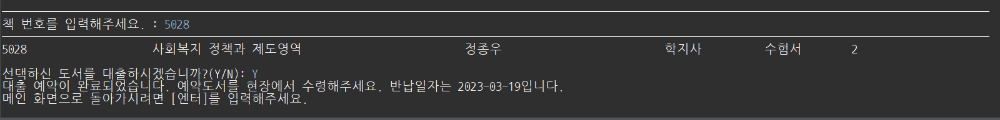 책 번호를 입력해주세요. : 5028
5028 사회복지 정책과 제도영역 정종우 학지사 수험서 2
선택하신 도서를 대출하시겠습니까?(Y/N): Y
대출 예약이 완료되었습니다. 예약도서를 현장에서 수령해주세요. 반납일자는 2023-03-19입니다.
메인 화면으로 돌아가시려면 [엔터]를 입력해주세요.